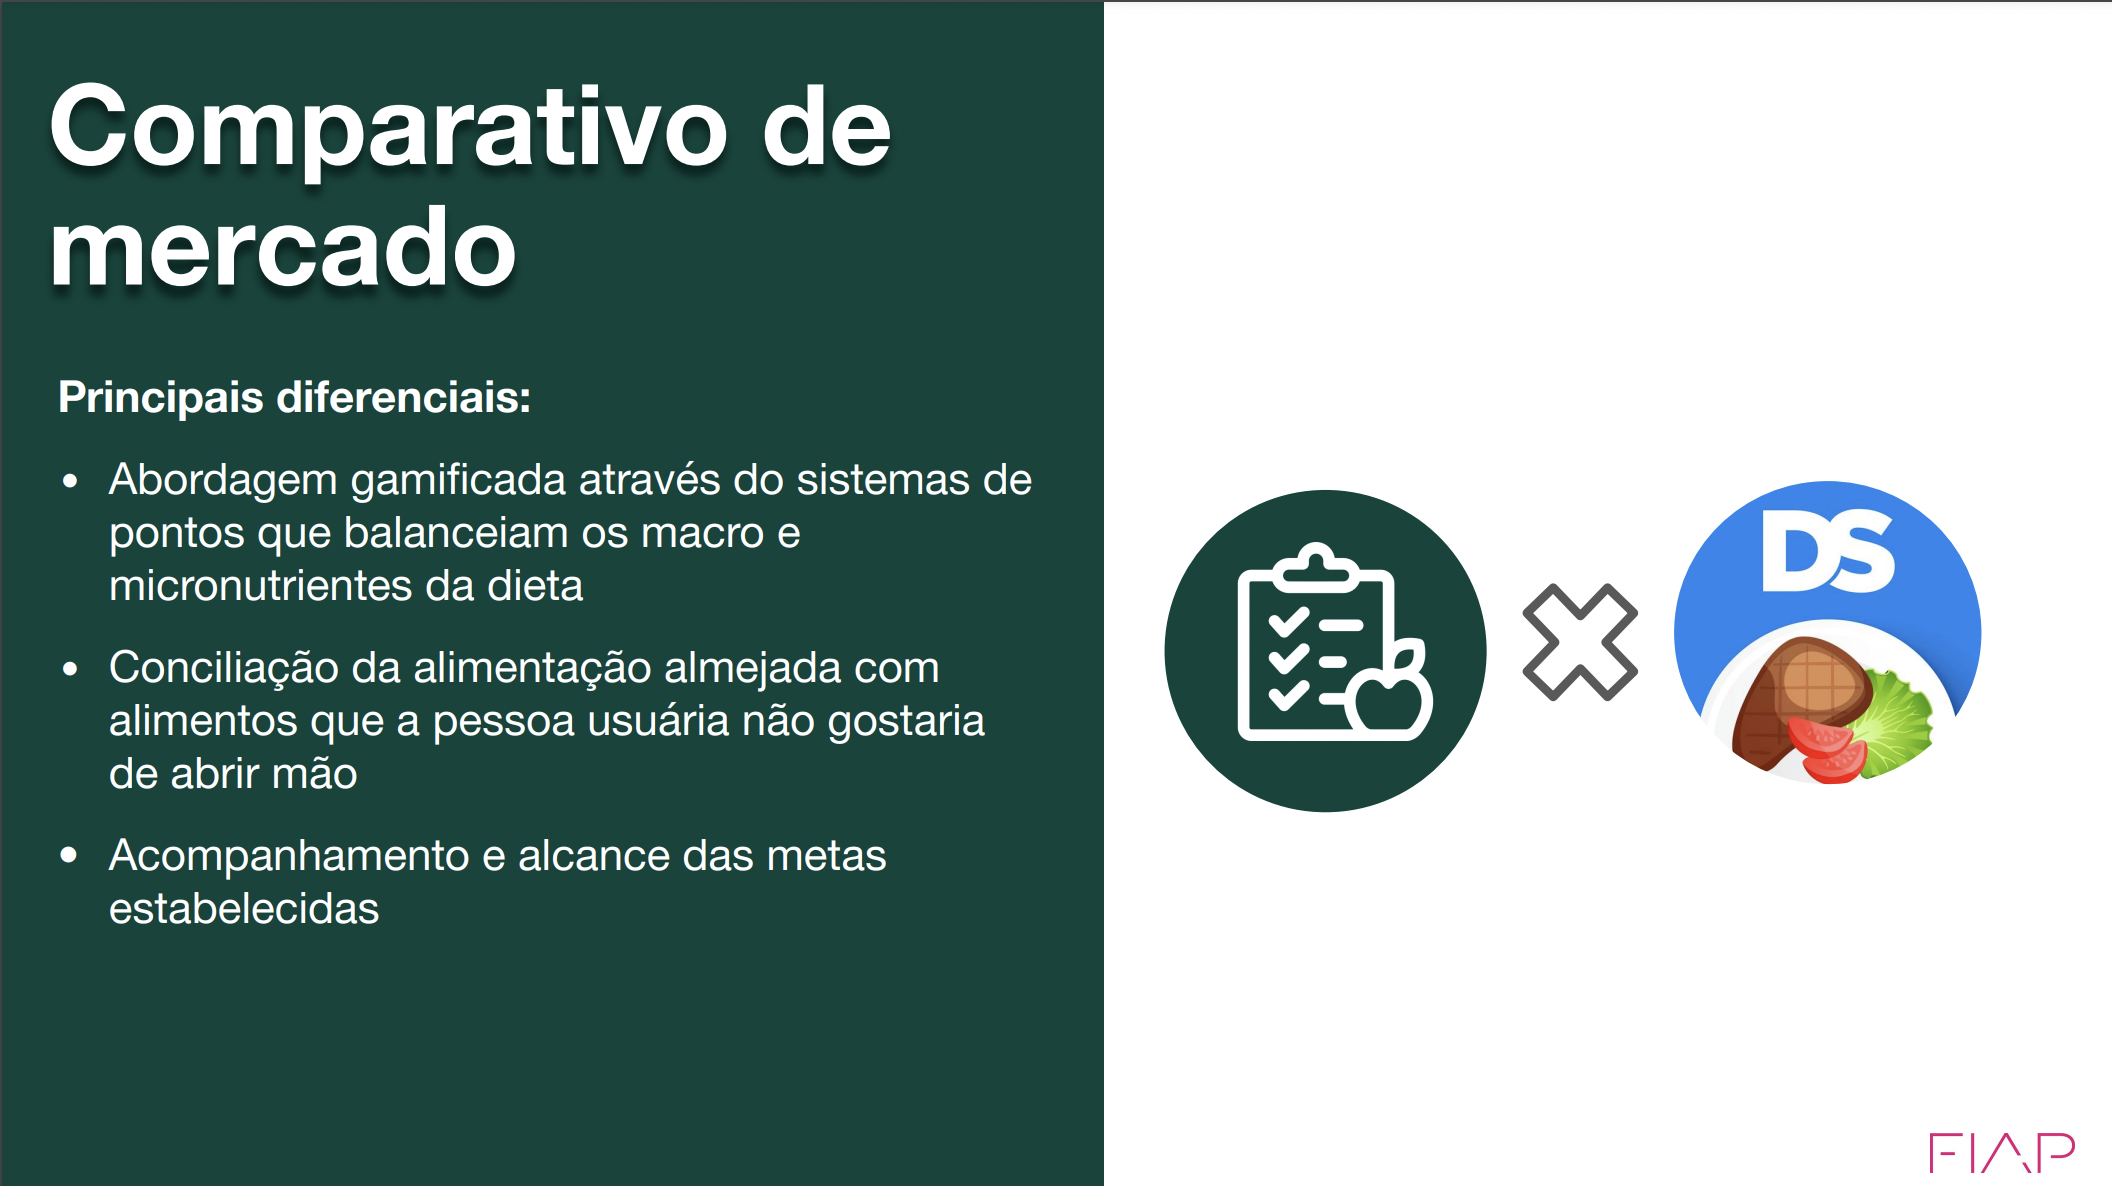 Comparativo de
mercado
Principais diferenciais:
• Abordagem gamificada através do sistemas de
pontos que balanceiam os macro e
micronutrientes da dieta
• Conciliação da alimentação almejada com
alimentos que a pessoa usuária não gostaria
de abrir mão
• Acompanhamento e alcance das metas
estabelecidas
DS
FIAP